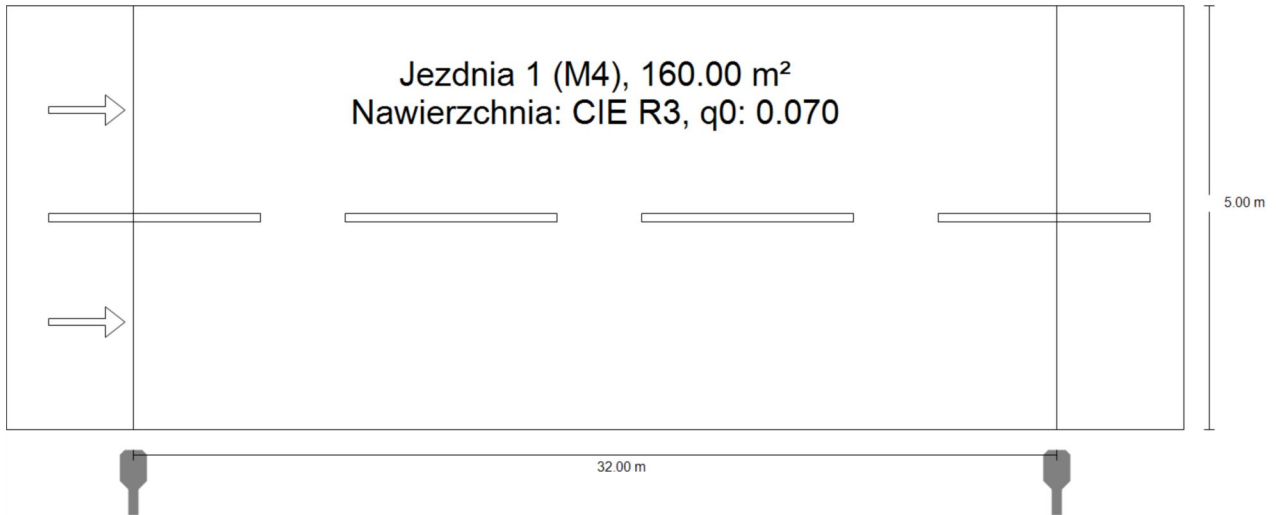 Jezdnia 1 (M4), 160.00 m²
Nawierzchnia: CIE R3, q0: 0.070
5.00 m
32.00 m